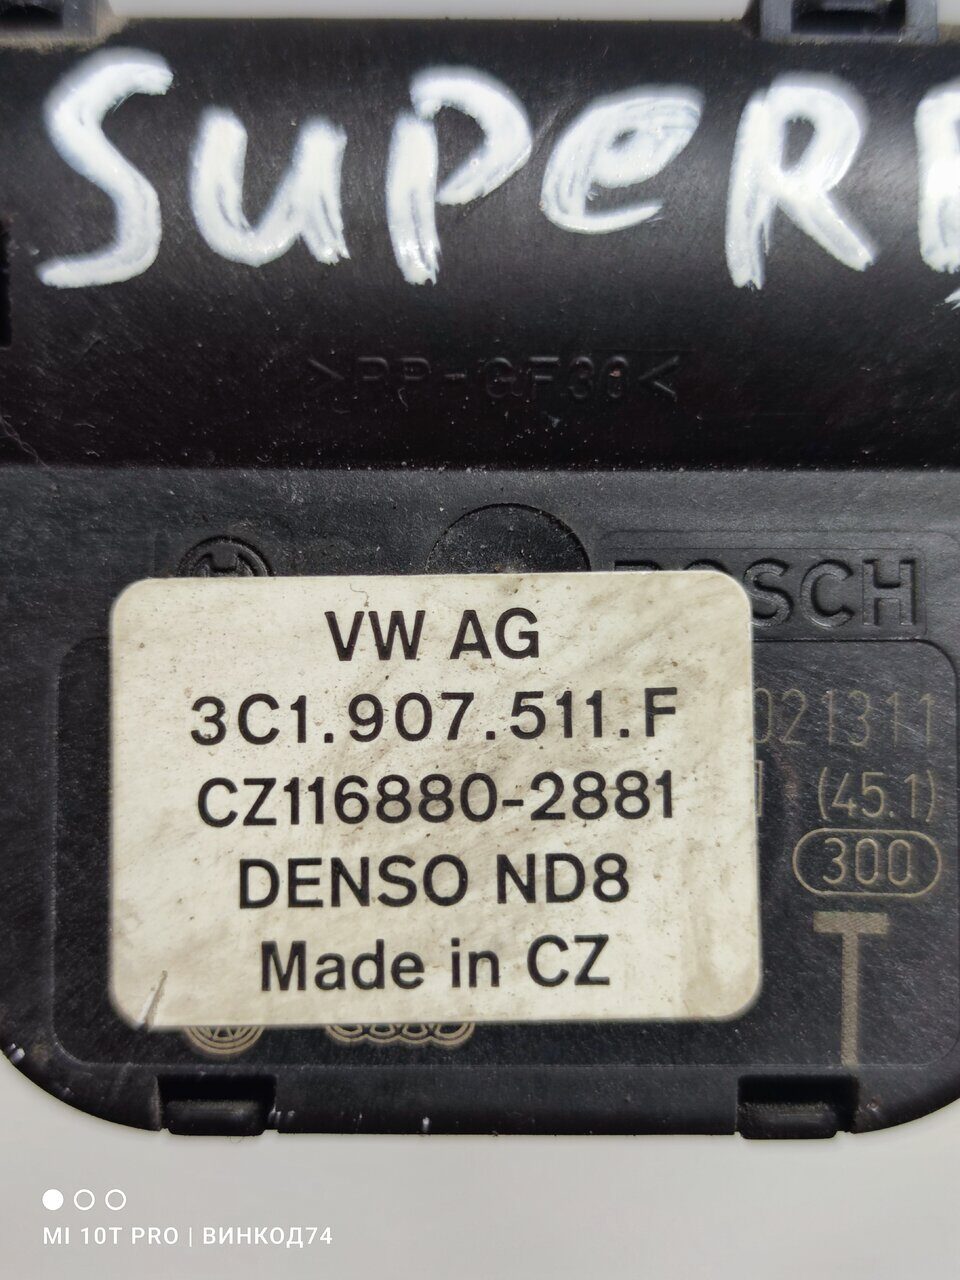 SUPERB
>PP-GF30<
BOSCH
VW AG
3C1.907.511.F
021311
CZ116880-2881
(45.1)
DENSO ND8
300
Made in CZ
T
MI 10T PRO | ВИНКОД74